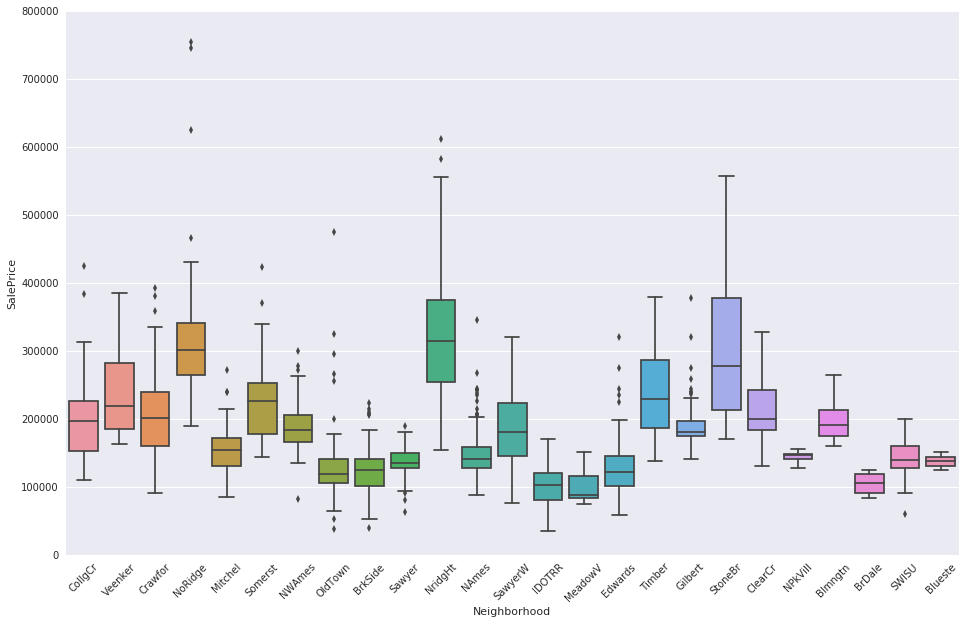 800000
700000
600000
500000
400000
300000
200000
100000
0
SalePrice
CollgCr
Veenker
Crawfor
NoRidge
Mitchel
Somerst
NWAmes
OldTown
BrkSide
Sawyer
NridgHt
NAmes
SawyerW
IDOTRR
MeadowV
Edwards
Timber
Gilbert
StoneBr
ClearCr
NPkVill
Blmngtn
BrDale
SWISU
Blueste
Neighborhood